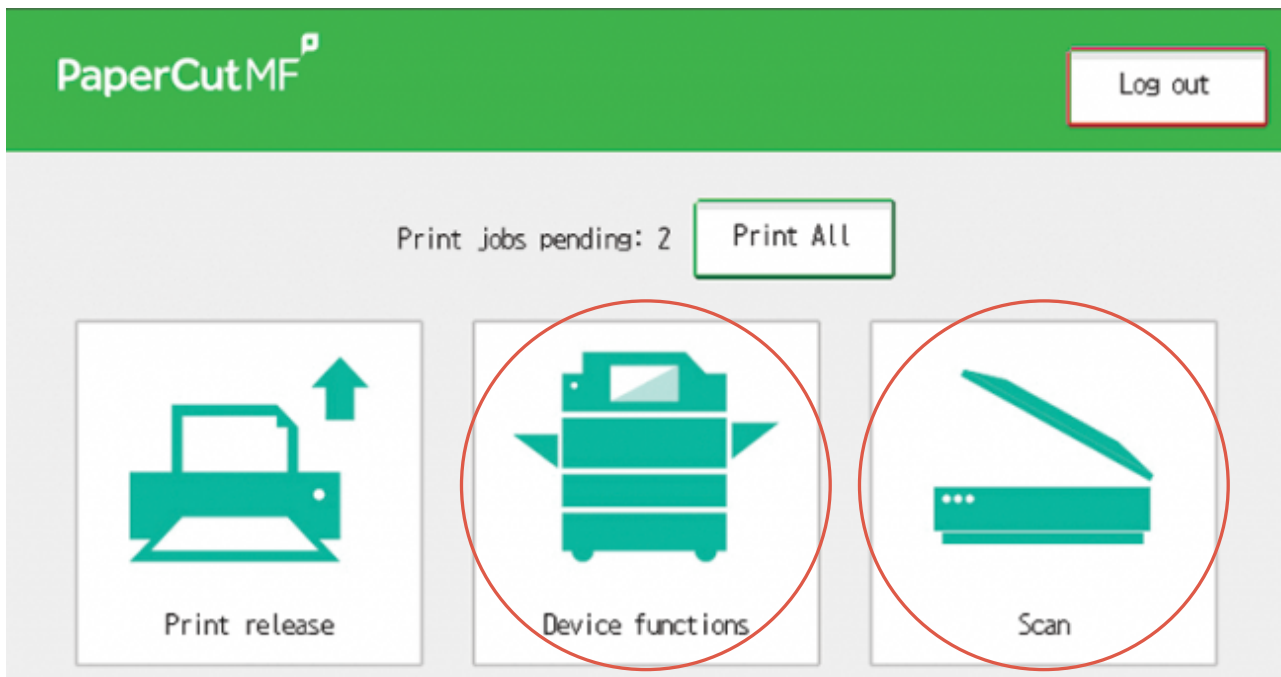 PaperCutMF
Log out
Print jobs pending: 2
Print All
Print release
Device functions
Scan